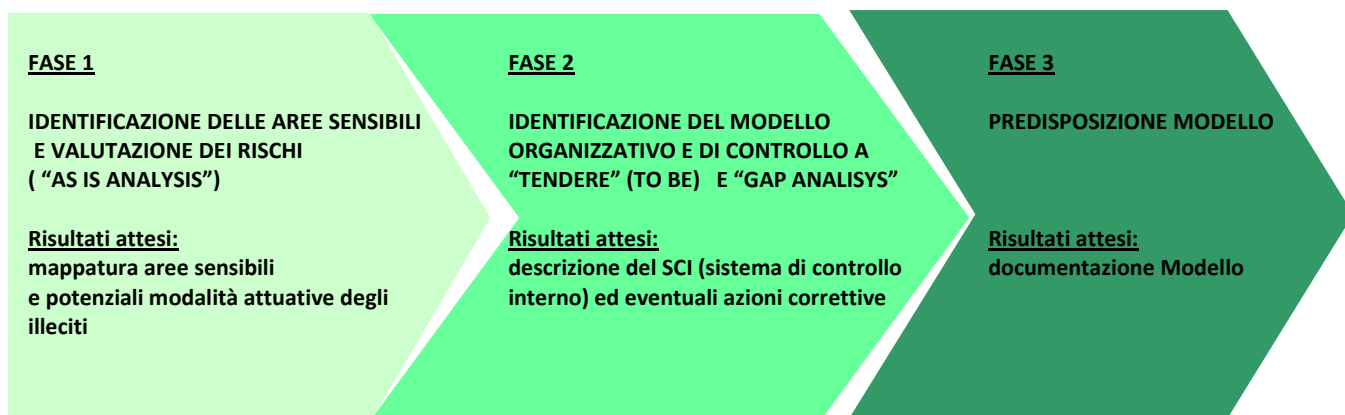 FASE 1
IDENTIFICAZIONE DELLE AREE SENSIBILI
E VALUTAZIONE DEI RISCHI
( “AS IS ANALYSIS”)
Risultati attesi:
mappatura aree sensibili
e potenziali modalità attuative degli
illeciti
FASE 2
IDENTIFICAZIONE DEL MODELLO
ORGANIZZATIVO E DI CONTROLLO A
“TENDERE” (TO BE) E “GAP ANALISYS”
Risultati attesi:
descrizione del SCI (sistema di controllo
interno) ed eventuali azioni correttive
FASE 3
PREDISPOSIZIONE MODELLO
Risultati attesi:
documentazione Modello